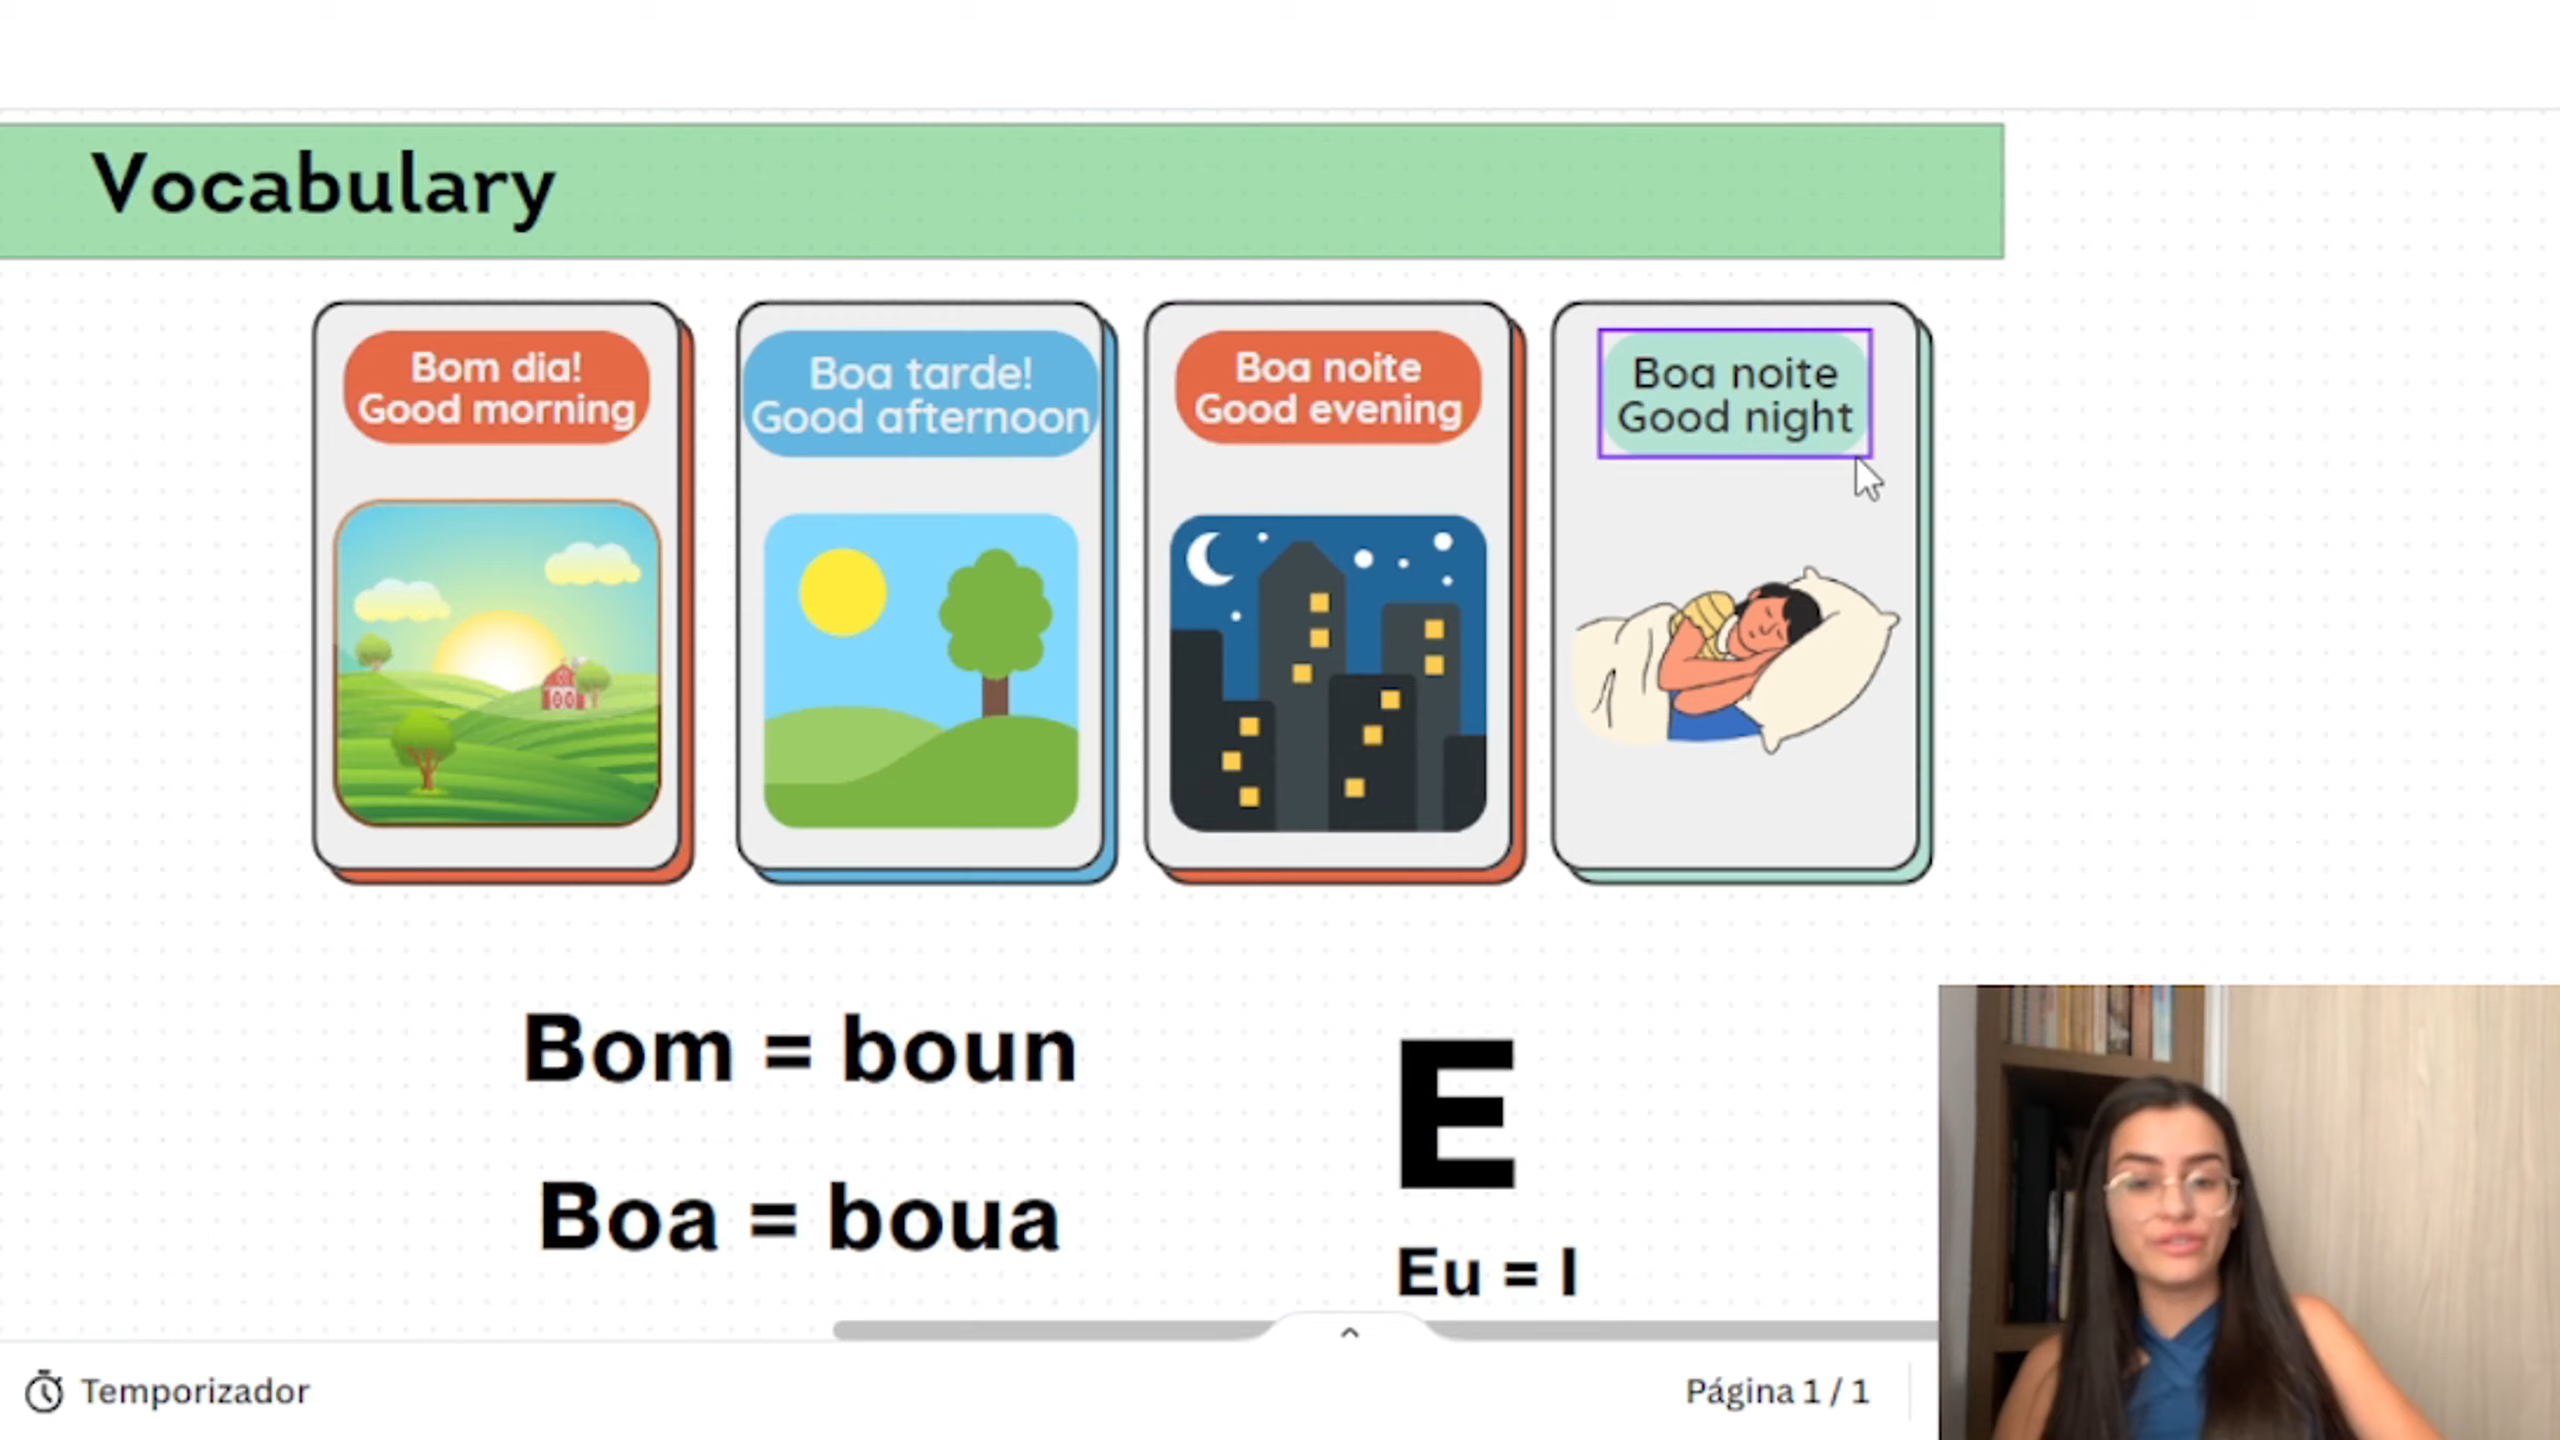 Vocabulary
Bom dia!
Good morning
Boa tarde!
Good afternoon
Boa noite
Good evening
Boa noite
Good night
Bom = boun
Boa = boua
E
Eu = I
Temporizador
Página 1 / 1